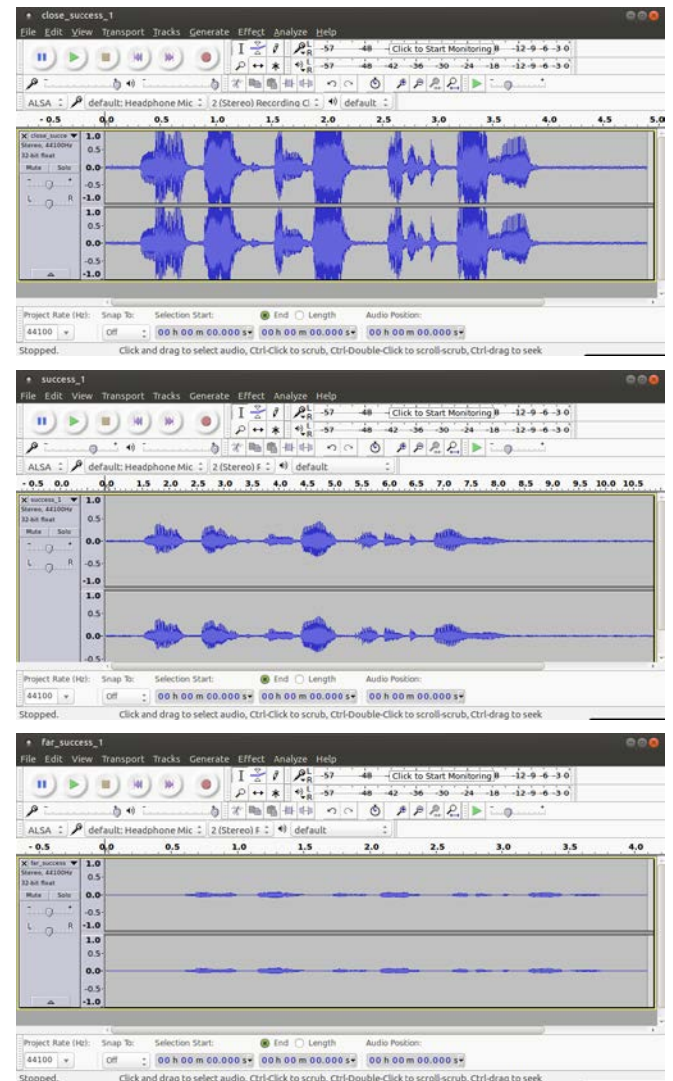 close_success_1
File Edit View Transport Tracks Generate Effect Analyze Help
L R -57 -48 Click to Start Monitoring 8 -12 -9 -6 -3 0
L R -57 -48 -42 -36 -30 -24 -18 -12 -9 -6 -3 0
ALSA default: Headphone Mic 2 (Stereo) Recording Cl default
-0.5 0.0 0.5 1.0 1.5 2.0 2.5 3.0 3.5 4.0 4.5 5.0
X close_succe 1.0
Stereo, 44100Hz 0.5
32-bit float
Mute Solo 0.0
- + -0.5
L R -1.0
1.0
0.5
0.0
-0.5
-1.0
Project Rate (Hz): Snap To: Selection Start: End Length Audio Position:
44100 Off 00 h 00 m 00.000 s 00 h 00 m 00.000 s 00 h 00 m 00.000 s
Stopped. Click and drag to select audio, Ctrl-Click to scrub, Ctrl-Double-Click to scroll-scrub, Ctrl-drag to seek
success_1
File Edit View Transport Tracks Generate Effect Analyze Help
L R -57 -48 Click to Start Monitoring 8 -12 -9 -6 -3 0
L R -57 -48 -42 -36 -30 -24 -18 -12 -9 -6 -3 0
ALSA default: Headphone Mic 2 (Stereo) F default
-0.5 0.0 0.5 1.0 1.5 2.0 2.5 3.0 3.5 4.0 4.5 5.0 5.5 6.0 6.5 7.0 7.5 8.0 8.5 9.0 9.5 10.0 10.5
X success_1 1.0
Stereo, 44100Hz 0.5
32-bit float
Mute Solo 0.0
- + -0.5
L R -1.0
1.0
0.5
0.0
-0.5
Project Rate (Hz): Snap To: Selection Start: End Length Audio Position:
44100 Off 00 h 00 m 00.000 s 00 h 00 m 00.000 s 00 h 00 m 00.000 s
Stopped. Click and drag to select audio, Ctrl-Click to scrub, Ctrl-Double-Click to scroll-scrub, Ctrl-drag to seek
far_success_1
File Edit View Transport Tracks Generate Effect Analyze Help
L R -57 -48 Click to Start Monitoring 8 -12 -9 -6 -3 0
L R -57 -48 -42 -36 -30 -24 -18 -12 -9 -6 -3 0
ALSA default: Headphone Mic 2 (Stereo) F default
-0.5 0.0 0.5 1.0 1.5 2.0 2.5 3.0 3.5 4.0
X far_success 1.0
Stereo, 44100Hz 0.5
32-bit float
Mute Solo 0.0
- + -0.5
L R -1.0
1.0
0.5
0.0
-0.5
-1.0
Project Rate (Hz): Snap To: Selection Start: End Length Audio Position:
44100 Off 00 h 00 m 00.000 s 00 h 00 m 00.000 s 00 h 00 m 00.000 s
Stopped. Click and drag to select audio, Ctrl-Click to scrub, Ctrl-Double-Click to scroll-scrub, Ctrl-drag to seek